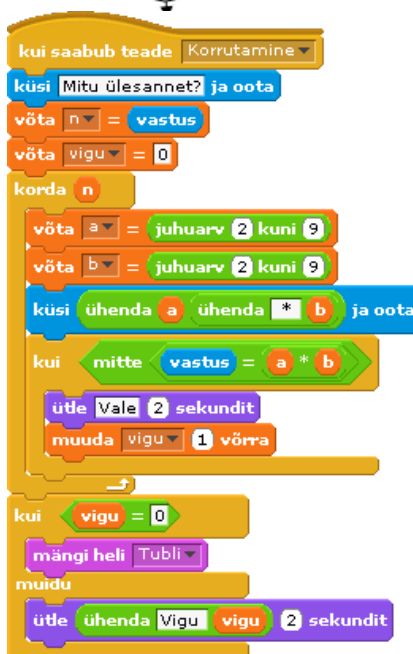 kui saabub teade Korrutamine
küsi Mitu ülesannet? ja oota
võta n = vastus
võta vigu = 0
korda n
võta a = juhuarv 2 kuni 9
võta b = juhuarv 2 kuni 9
küsi ühenda a ühenda * b ja oota
kui mitte vastus = a * b
ütle Vale 2 sekundit
muuda vigu 1 võrra
kui vigu = 0
mängi heli Tubli
muidu
ütle ühenda Vigu vigu 2 sekundit